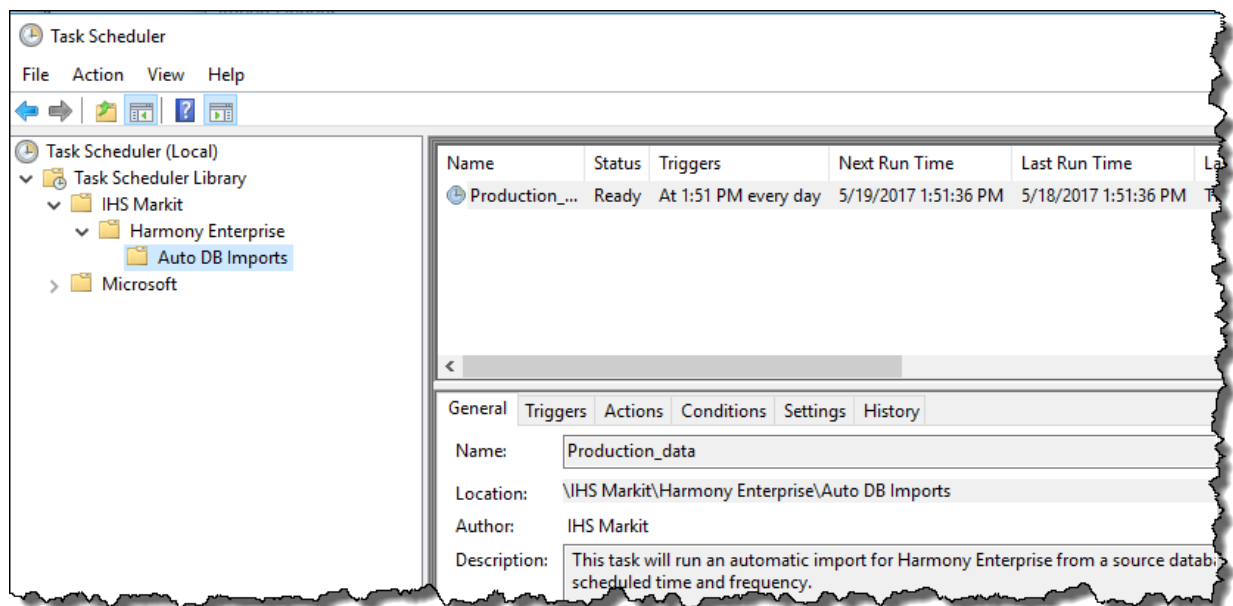 Task Scheduler
File Action View Help
Task Scheduler (Local)
Task Scheduler Library
IHS Markit
Harmony Enterprise
Auto DB Imports
Microsoft
Name Status Triggers Next Run Time Last Run Time
Production_... Ready At 1:51 PM every day 5/19/2017 1:51:36 PM 5/18/2017 1:51:36 PM
General Triggers Actions Conditions Settings History
Name: Production_data
Location: \IHS Markit\Harmony Enterprise\Auto DB Imports
Author: IHS Markit
Description: This task will run an automatic import for Harmony Enterprise from a source
scheduled time and frequency.